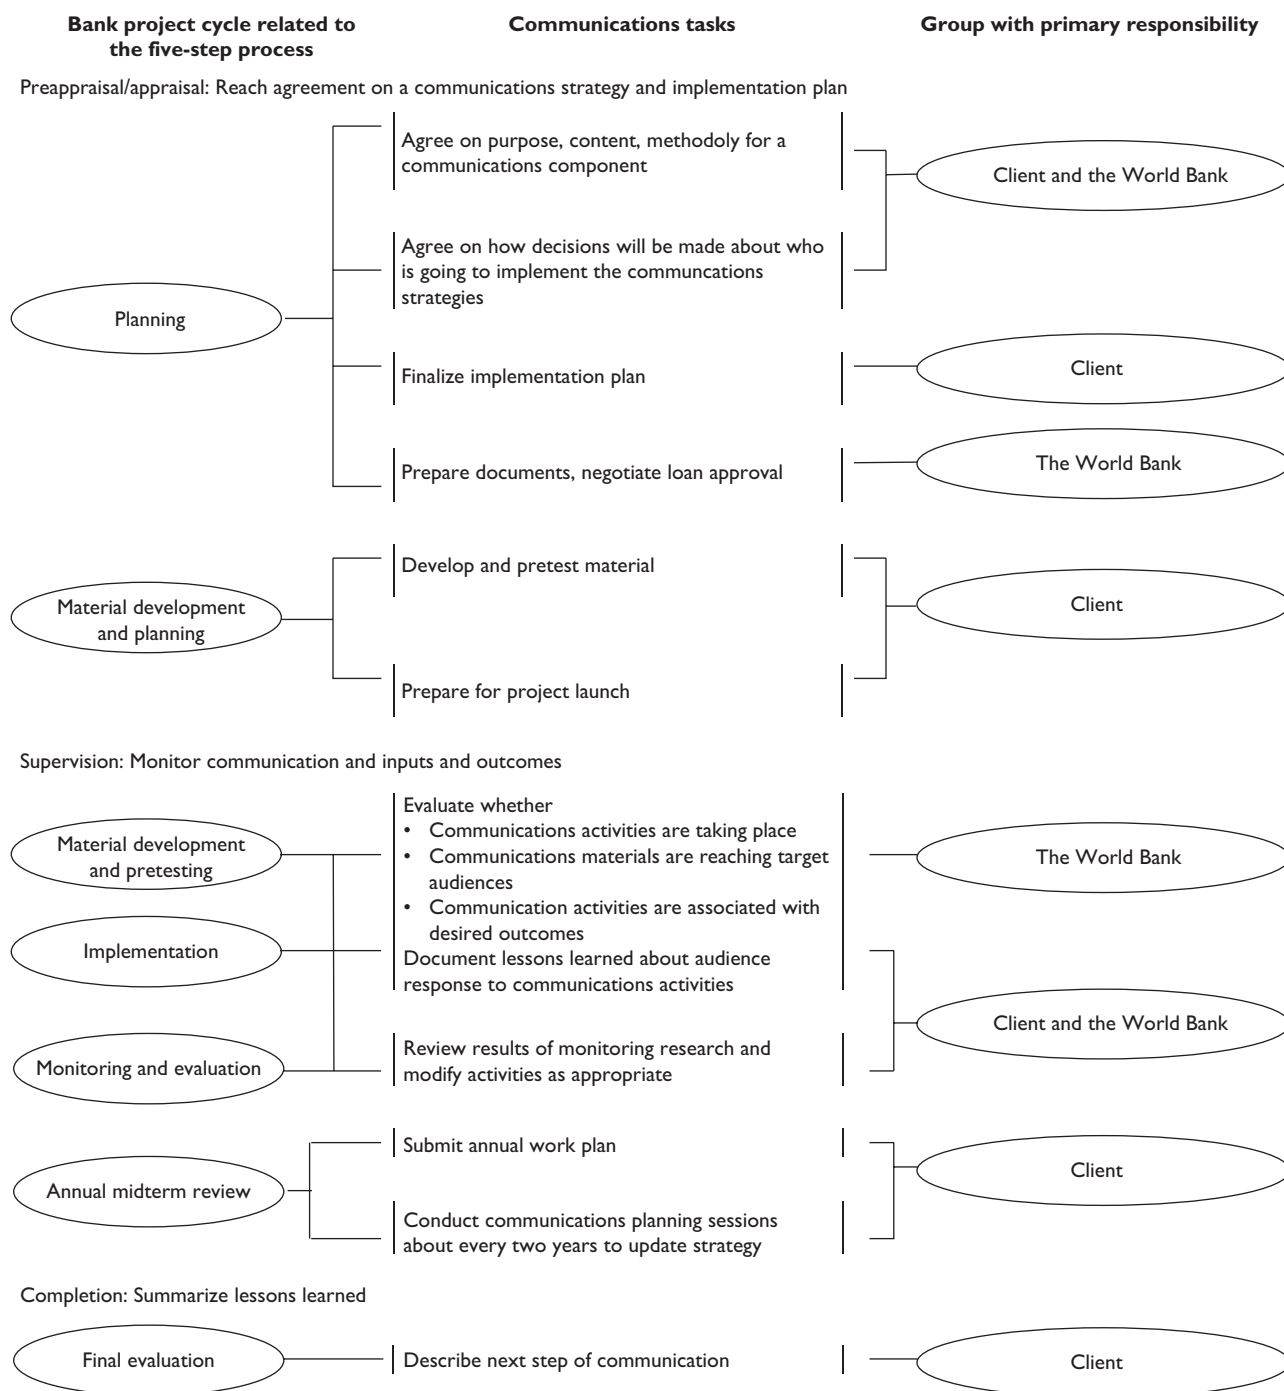 Bank project cycle related to
the five-step process
Communications tasks
Group with primary responsibility
Preappraisal/appraisal: Reach agreement on a communications strategy and implementation plan
Planning
Agree on purpose, content, methodoly for a
communications component
Client and the World Bank
Agree on how decisions will be made about who
is going to implement the communcations
strategies
Finalize implementation plan
Client
Prepare documents, negotiate loan approval
The World Bank
Material development
and planning
Develop and pretest material
Prepare for project launch
Client
Supervision: Monitor communication and inputs and outcomes
Material development
and pretesting
Implementation
Monitoring and evaluation
Evaluate whether
• Communications activities are taking place
• Communications materials are reaching target
audiences
• Communication activities are associated with
desired outcomes
Document lessons learned about audience
response to communications activities
The World Bank
Review results of monitoring research and
modify activities as appropriate
Client and the World Bank
Annual midterm review
Submit annual work plan
Conduct communications planning sessions
about every two years to update strategy
Client
Completion: Summarize lessons learned
Final evaluation
Describe next step of communication
Client